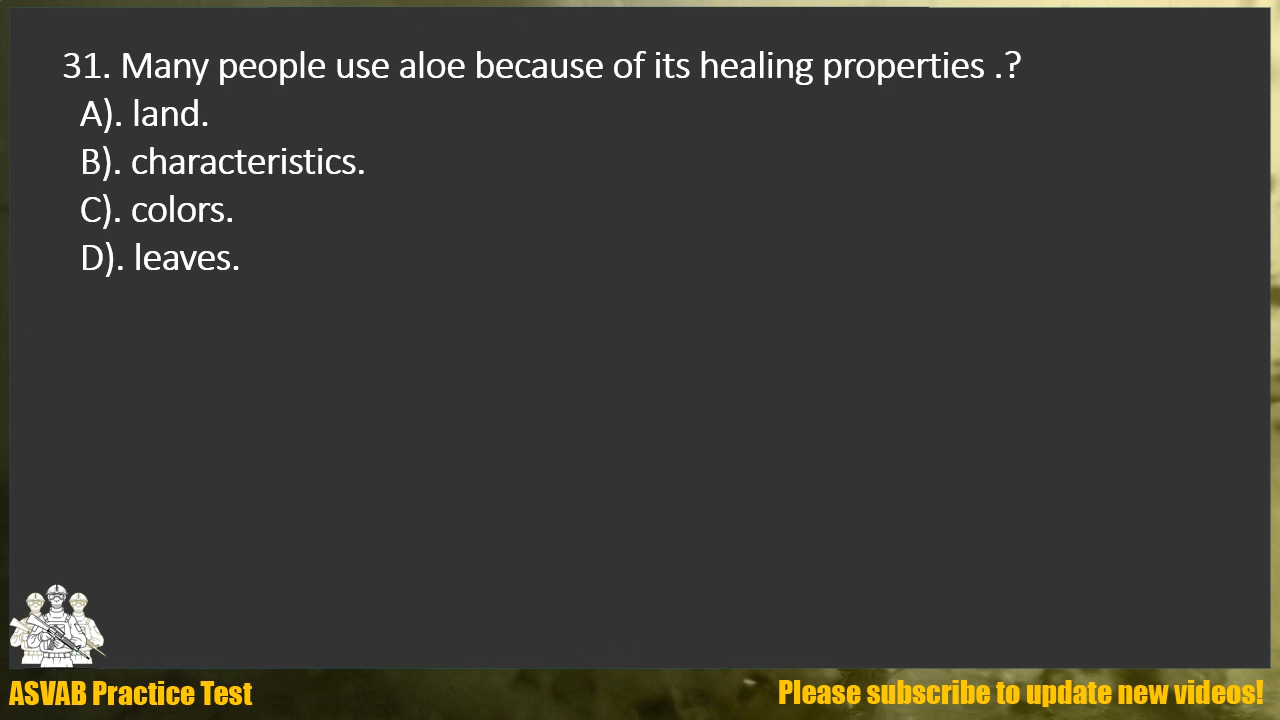 31. Many people use aloe because of its healing properties .?
A). land.
B). characteristics.
C). colors.
D). leaves.
ASVAB Practice Test
Please subscribe to update new videos!